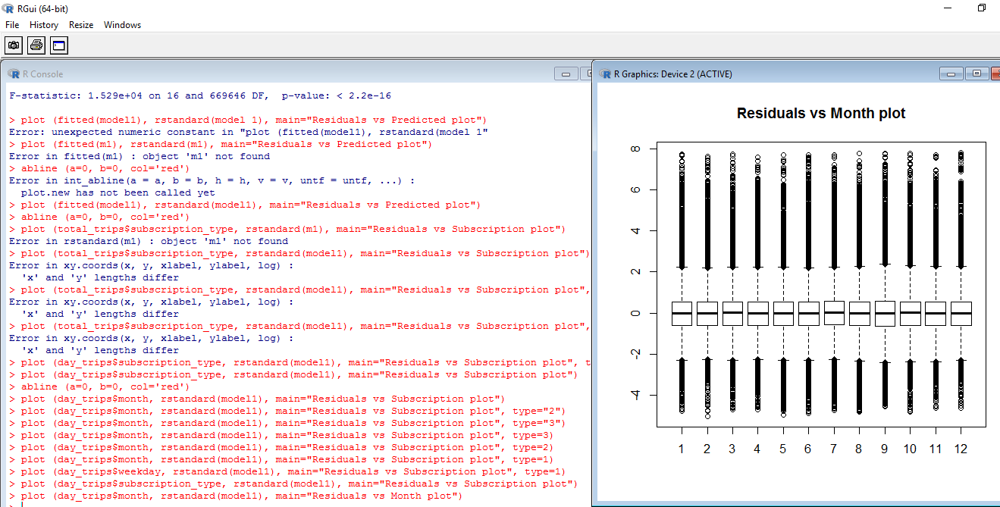 RGui (64-bit)
File History Resize Windows
R Console
F-statistic: 1.529e+04 on 16 and 669646 DF,  p-value: < 2.2e-16
> plot (fitted(model1), rstandard(model 1), main="Residuals vs Predicted plot")
Error: unexpected numeric constant in "plot (fitted(model1), rstandard(model 1"
> plot (fitted(m1), rstandard(m1), main="Residuals vs Predicted plot")
Error in fitted(m1) : object 'm1' not found
> abline (a=0, b=0, col='red')
Error in int_abline(a = a, b = b, h = h, v = v, untf = untf, ...) :
  plot.new has not been called yet
> plot (fitted(model1), rstandard(model1), main="Residuals vs Predicted plot")
> abline (a=0, b=0, col='red')
> plot (total_trips$subscription_type, rstandard(m1), main="Residuals vs Subscription plot")
Error in rstandard(m1) : object 'm1' not found
> plot (total_trips$subscription_type, rstandard(model1), main="Residuals vs Subscription plot")
Error in xy.coords(x, y, xlabel, ylabel, log) :
  'x' and 'y' lengths differ
> plot (total_trips$subscription_type, rstandard(model1), main="Residuals vs Subscription plot",
Error in xy.coords(x, y, xlabel, ylabel, log) :
  'x' and 'y' lengths differ
> plot (total_trips$subscription_type, rstandard(model1), main="Residuals vs Subscription plot",
Error in xy.coords(x, y, xlabel, ylabel, log) :
  'x' and 'y' lengths differ
> plot (day_trips$subscription_type, rstandard(model1), main="Residuals vs Subscription plot", t
> plot (day_trips$subscription_type, rstandard(model1), main="Residuals vs Subscription plot")
> abline (a=0, b=0, col='red')
> plot (day_trips$month, rstandard(model1), main="Residuals vs Subscription plot")
> plot (day_trips$month, rstandard(model1), main="Residuals vs Subscription plot", type="2")
> plot (day_trips$month, rstandard(model1), main="Residuals vs Subscription plot", type="3")
> plot (day_trips$month, rstandard(model1), main="Residuals vs Subscription plot", type=3)
> plot (day_trips$month, rstandard(model1), main="Residuals vs Subscription plot", type=2)
> plot (day_trips$month, rstandard(model1), main="Residuals vs Subscription plot", type=1)
> plot (day_trips$weekday, rstandard(model1), main="Residuals vs Subscription plot", type=1)
> plot (day_trips$subscription_type, rstandard(model1), main="Residuals vs Subscription plot")
> plot (day_trips$month, rstandard(model1), main="Residuals vs Month plot")
>
R Graphics: Device 2 (ACTIVE)
Residuals vs Month plot
8
6
4
2
0
-2
-4
1 2 3 4 5 6 7 8 9 10 11 12